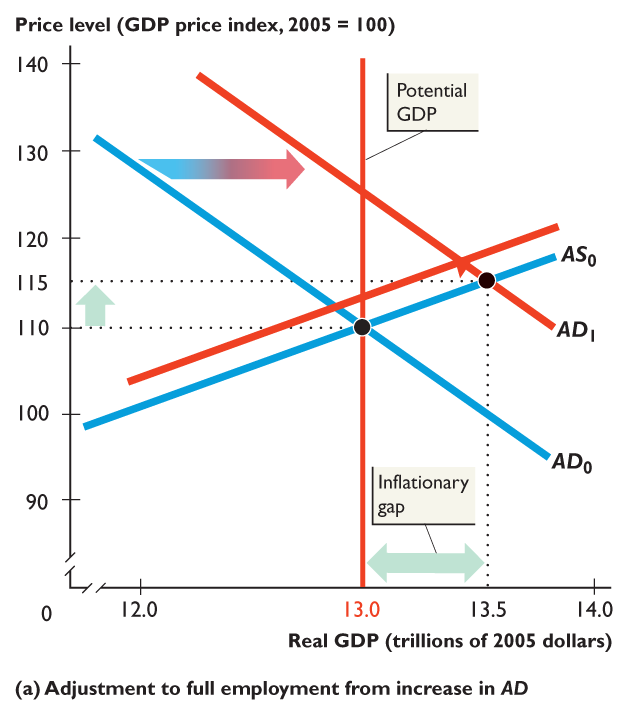 Price level (GDP price index, 2005 = 100)
140
Potential
GDP
130
120
AS0
115
110
AD1
100
AD0
Inflationary
gap
90
0
12.0
13.0
13.5
14.0
Real GDP (trillions of 2005 dollars)
(a) Adjustment to full employment from increase in AD